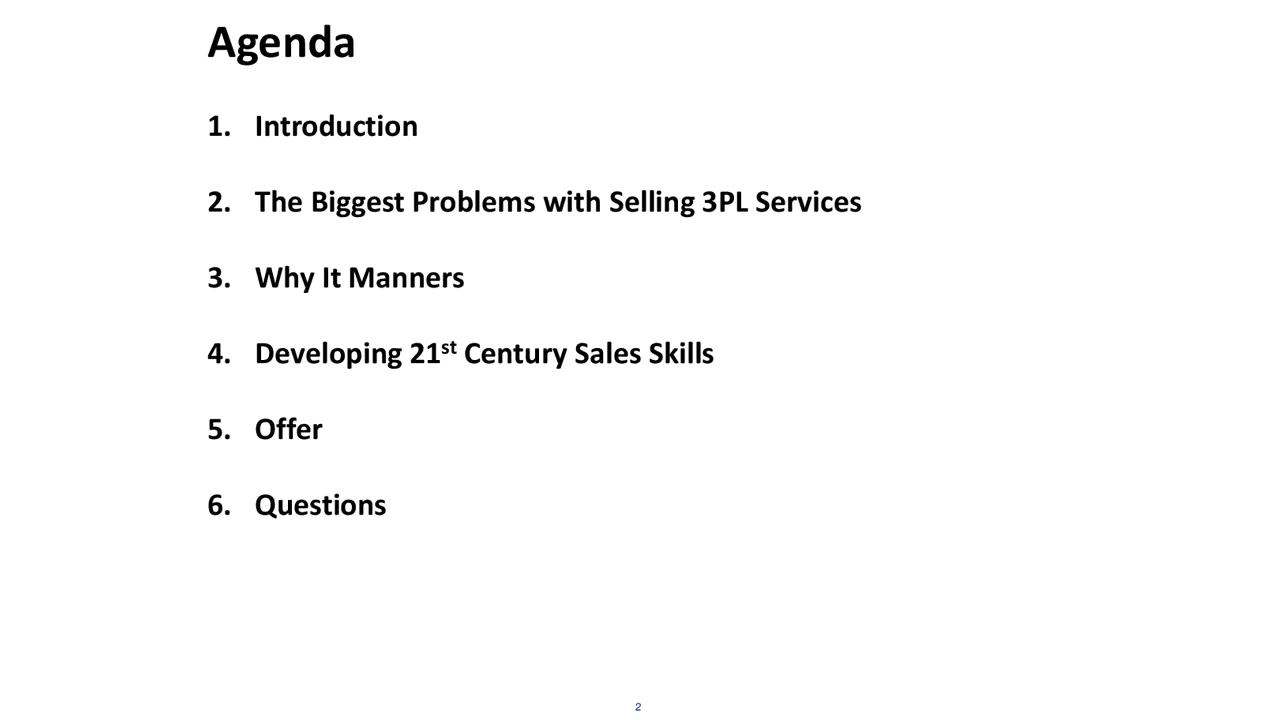 Agenda
1. Introduction
2. The Biggest Problems with Selling 3PL Services
3. Why It Manners
4. Developing 21st Century Sales Skills
5. Offer
6. Questions
2